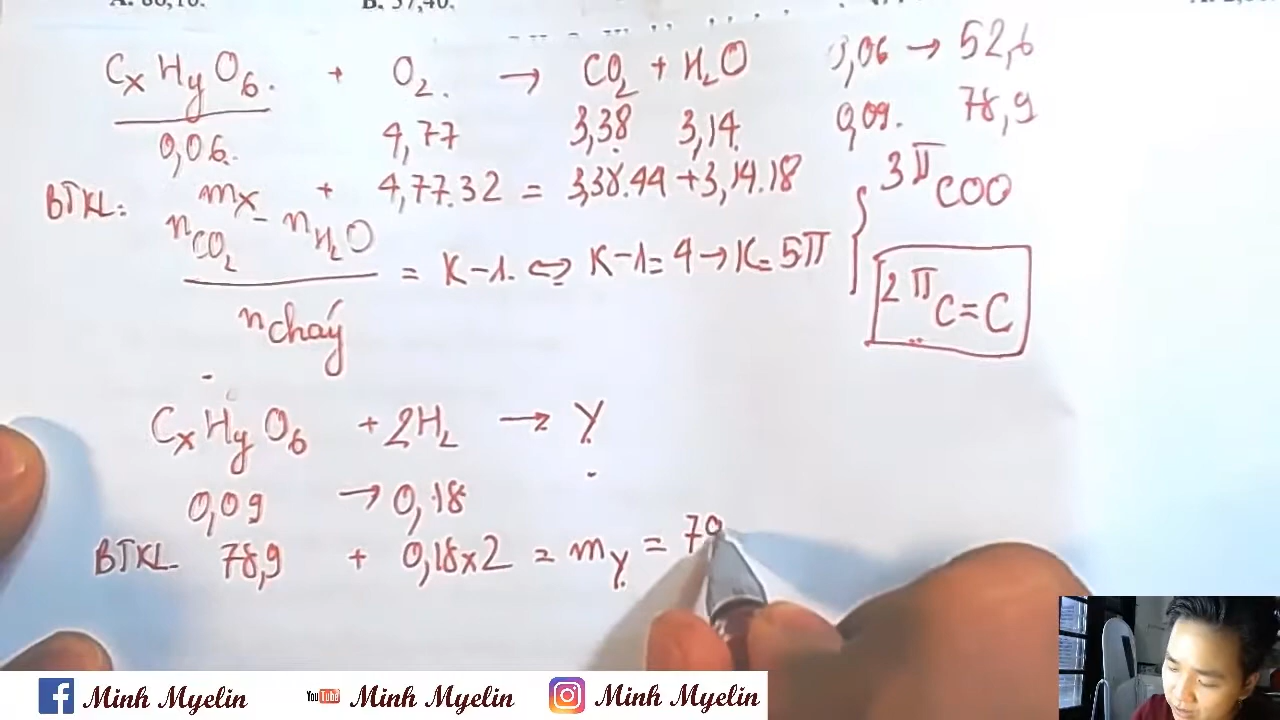 B. 57,40.
CxHyO6. + O2. → CO2 + H2O 0,06 → 52,6
0,06. 4,77 3,38 3,14. 0,09. 78,9
BTKL: mX + 4,77.32 = 3,38.44 + 3,14.18 3π COO
nCO2 - nH2O / ncháy = K-1. ⇔ K-1 = 4 → K = 5π
2π C=C
CxHyO6 + 2H2 → Y
0,09 → 0,18
BTKL 78,9 + 0,18x2 = mY = 79
Minh Myelin YouTube Minh Myelin Minh Myelin